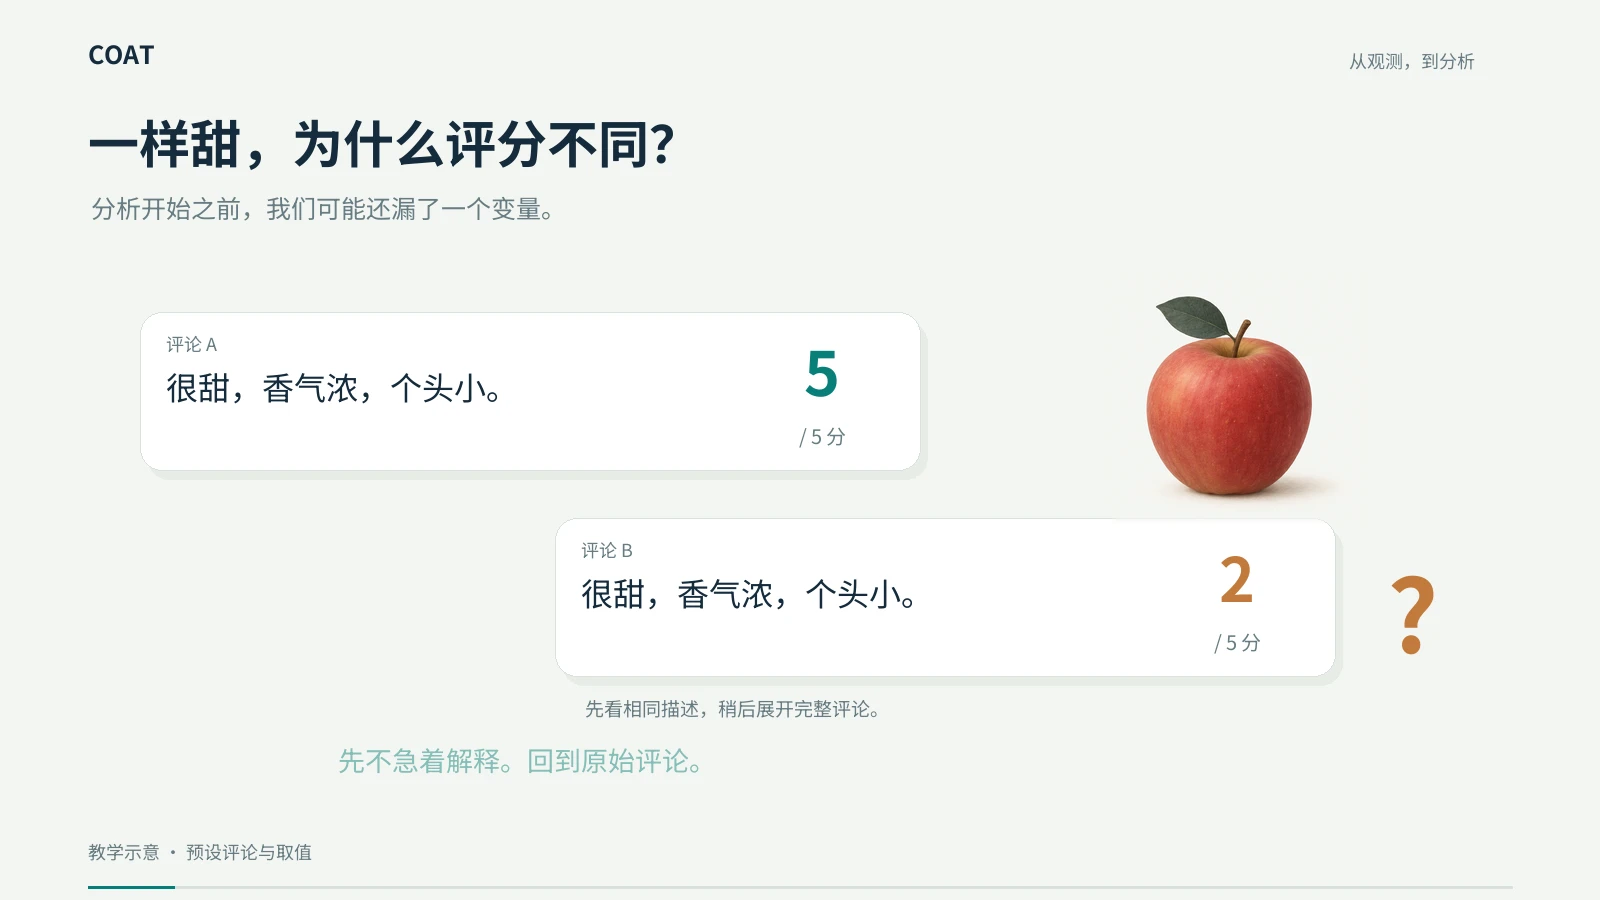 COAT
从观测，到分析
一样甜，为什么评分不同？
分析开始之前，我们可能还漏了一个变量。
评论 A
很甜，香气浓，个头小。
5
/ 5 分
评论 B
很甜，香气浓，个头小。
2
/ 5 分
?
先看相同描述，稍后展开完整评论。
先不急着解释。回到原始评论。
教学示意 · 预设评论与取值